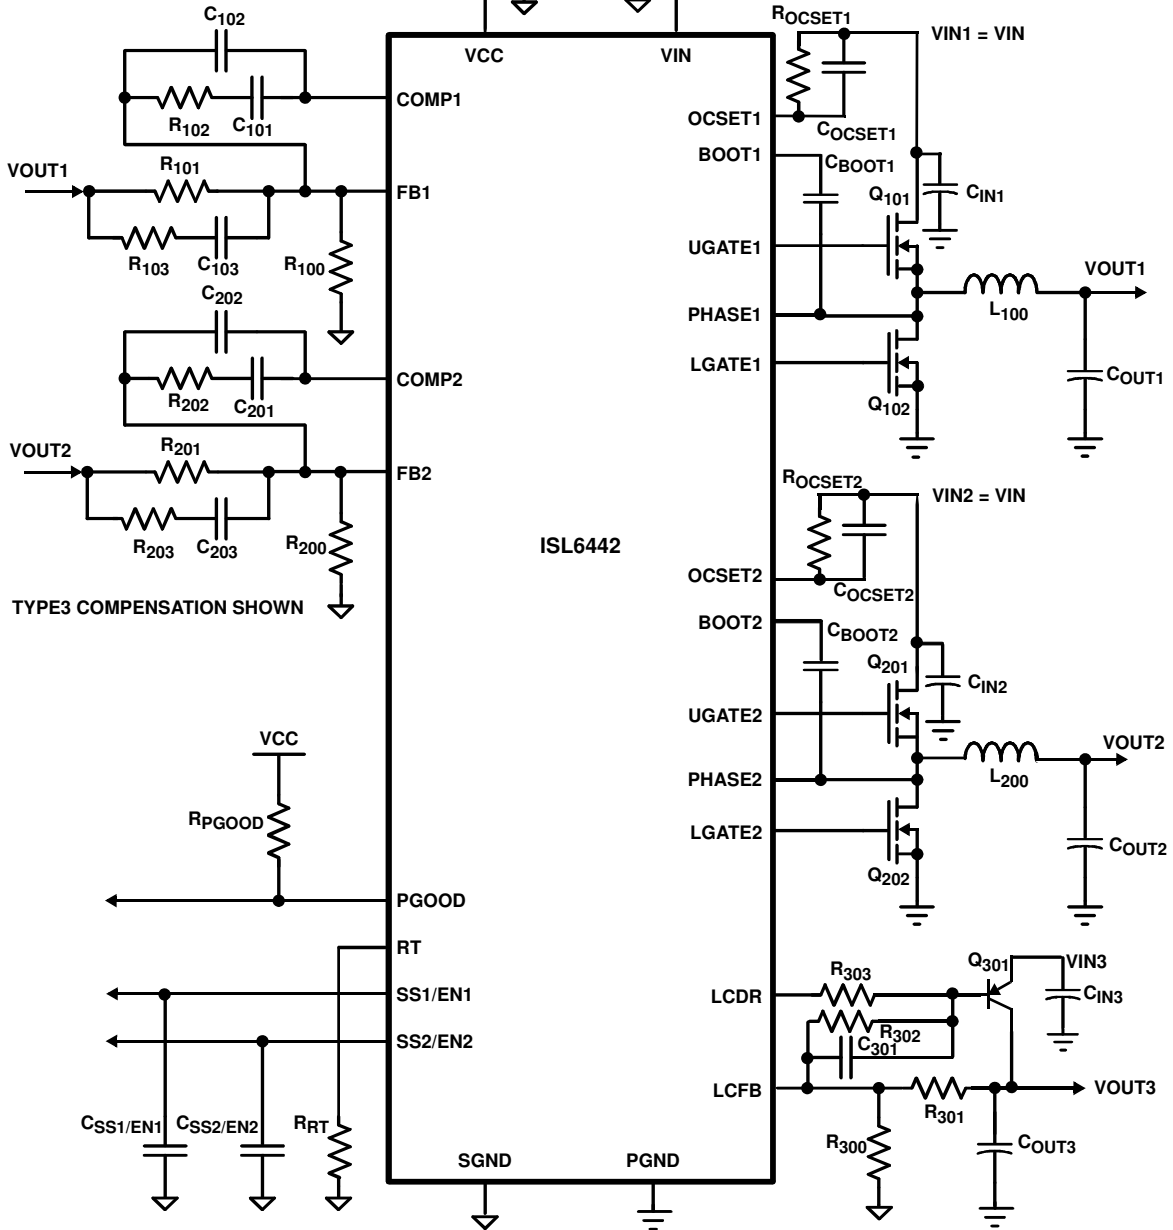 C102
VCC
VIN
ROCSET1
VIN1 = VIN
COMP1
R102
C101
OCSET1
COCSET1
BOOT1
CBOOT1
VOUT1
R101
FB1
Q101
CIN1
R103
C103
R100
UGATE1
VOUT1
C202
PHASE1
L100
COMP2
LGATE1
COUT1
R202
C201
Q102
VOUT2
R201
FB2
ROCSET2
VIN2 = VIN
R203
C203
R200
ISL6442
OCSET2
COCSET2
TYPE3 COMPENSATION SHOWN
BOOT2
CBOOT2
Q201
CIN2
UGATE2
VCC
VOUT2
PHASE2
L200
RPGOOD
LGATE2
COUT2
Q202
PGOOD
RT
Q301
VIN3
SS1/EN1
LCDR
R303
CIN3
SS2/EN2
R302
C301
LCFB
VOUT3
R301
CSS1/EN1
CSS2/EN2
RRT
R300
COUT3
SGND
PGND